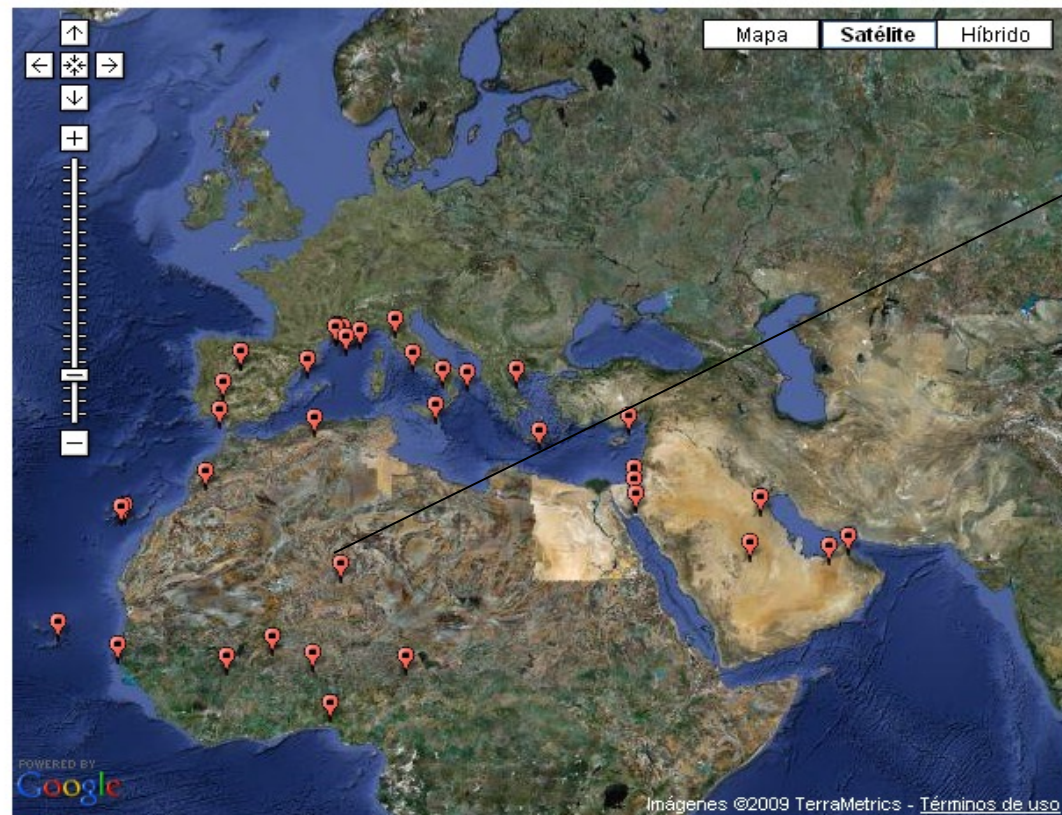 Mapa Satélite Híbrido
POWERED BY
Google
Imágenes ©2009 TerraMetrics - Términos de uso